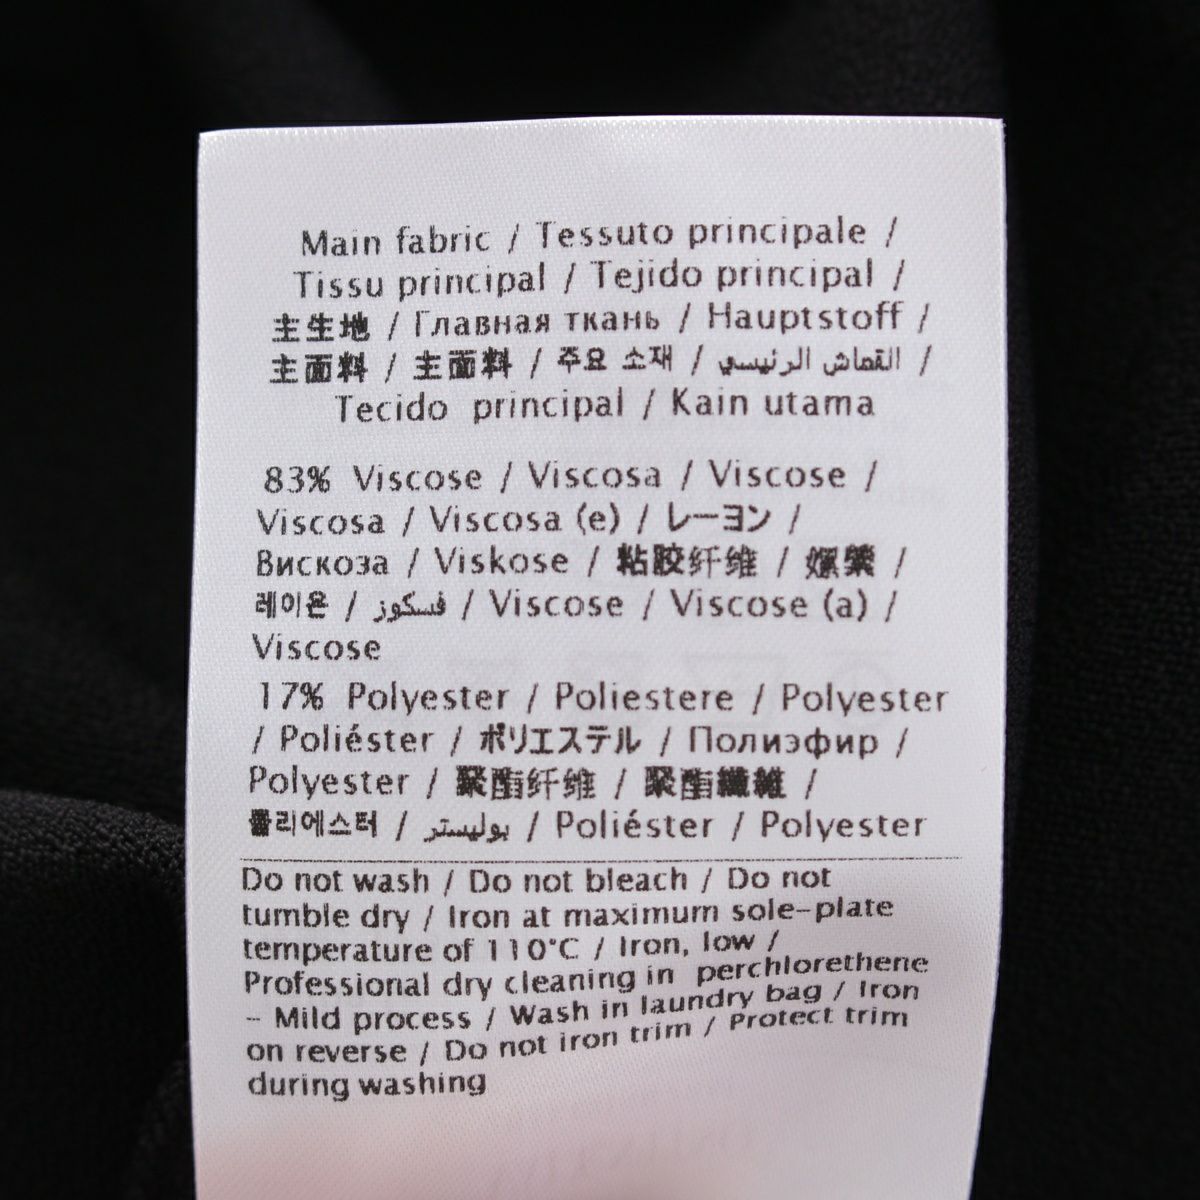 Main fabric / Tessuto principale /
Tissu principal / Tejido principal /
主生地 / Главная ткань / Hauptstoff /
主面料 / 主面料 / 주요 소재 / القماش الرئيسي /
Tecido principal / Kain utama
83% Viscose / Viscosa / Viscose /
Viscosa / Viscosa (e) / レーヨン /
Вискоза / Viskose / 粘胶纤维 / 嫘縈 /
레이온 / فسكوز / Viscose / Viscose (a) /
Viscose
17% Polyester / Poliestere / Polyester
/ Poliéster / ポリエステル / Полиэфир /
Polyester / 聚酯纤维 / 聚酯纖維 /
폴리에스터 / بوليستر / Poliéster / Polyester
Do not wash / Do not bleach / Do not
tumble dry / Iron at maximum sole-plate
temperature of 110°C / Iron, low /
Professional dry cleaning in perchlorethene
- Mild process / Wash in laundry bag / Iron
on reverse / Do not iron trim / Protect trim
during washing